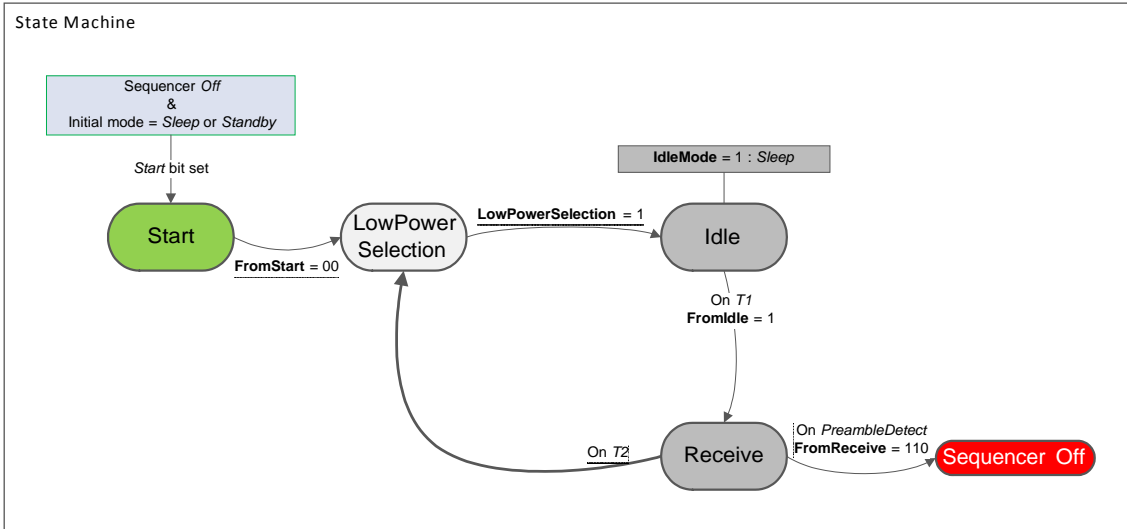 State Machine
Sequencer Off
&
Initial mode = Sleep or Standby
Start bit set
IdleMode = 1 : Sleep
Start
FromStart = 00
LowPower
Selection
LowPowerSelection = 1
Idle
On T1
FromIdle = 1
On T2
Receive
On PreambleDetect
FromReceive = 110
Sequencer Off